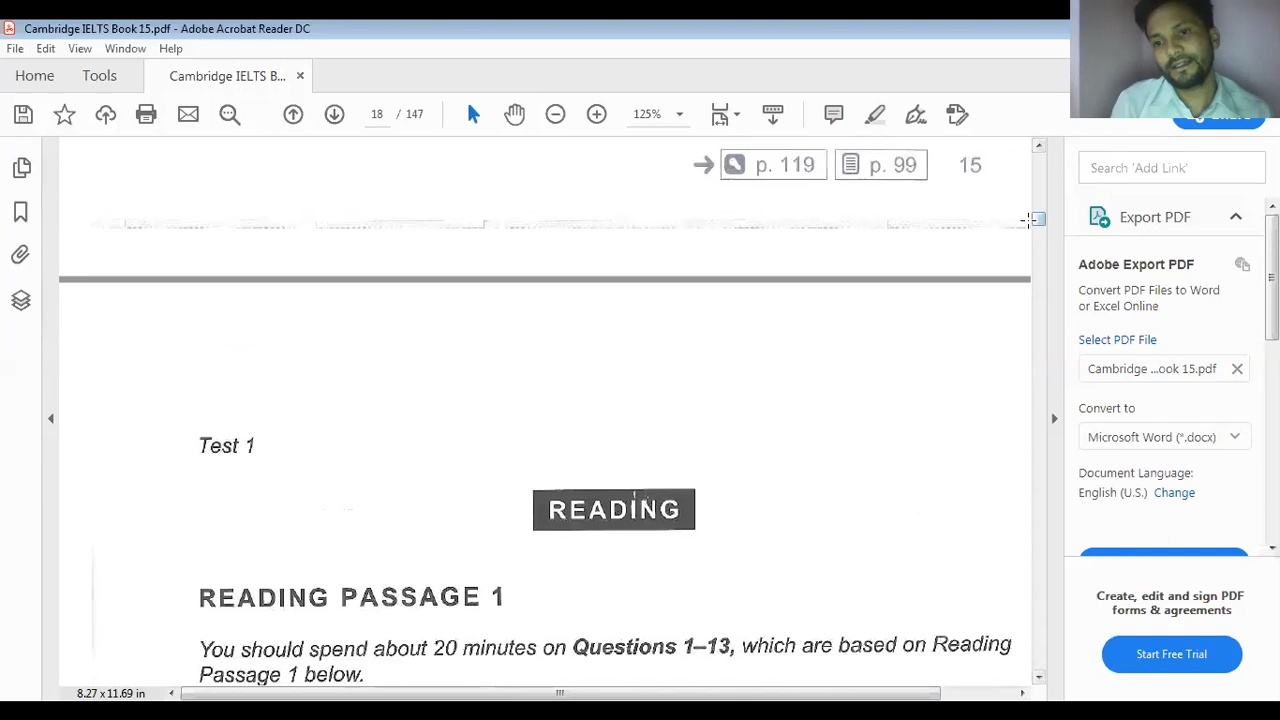 Cambridge IELTS Book 15.pdf - Adobe Acrobat Reader DC
File Edit View Window Help
Home Tools Cambridge IELTS B... ×
18 / 147 125%
p. 119 p. 99 15
Search 'Add Link'
Export PDF
Adobe Export PDF
Convert PDF Files to Word
or Excel Online
Select PDF File
Cambridge ...ook 15.pdf
Convert to
Microsoft Word (*.docx)
Document Language:
English (U.S.) Change
Test 1
READING
READING PASSAGE 1
You should spend about 20 minutes on Questions 1–13, which are based on Reading
Passage 1 below.
Create, edit and sign PDF
forms & agreements
Start Free Trial
8.27 x 11.69 in